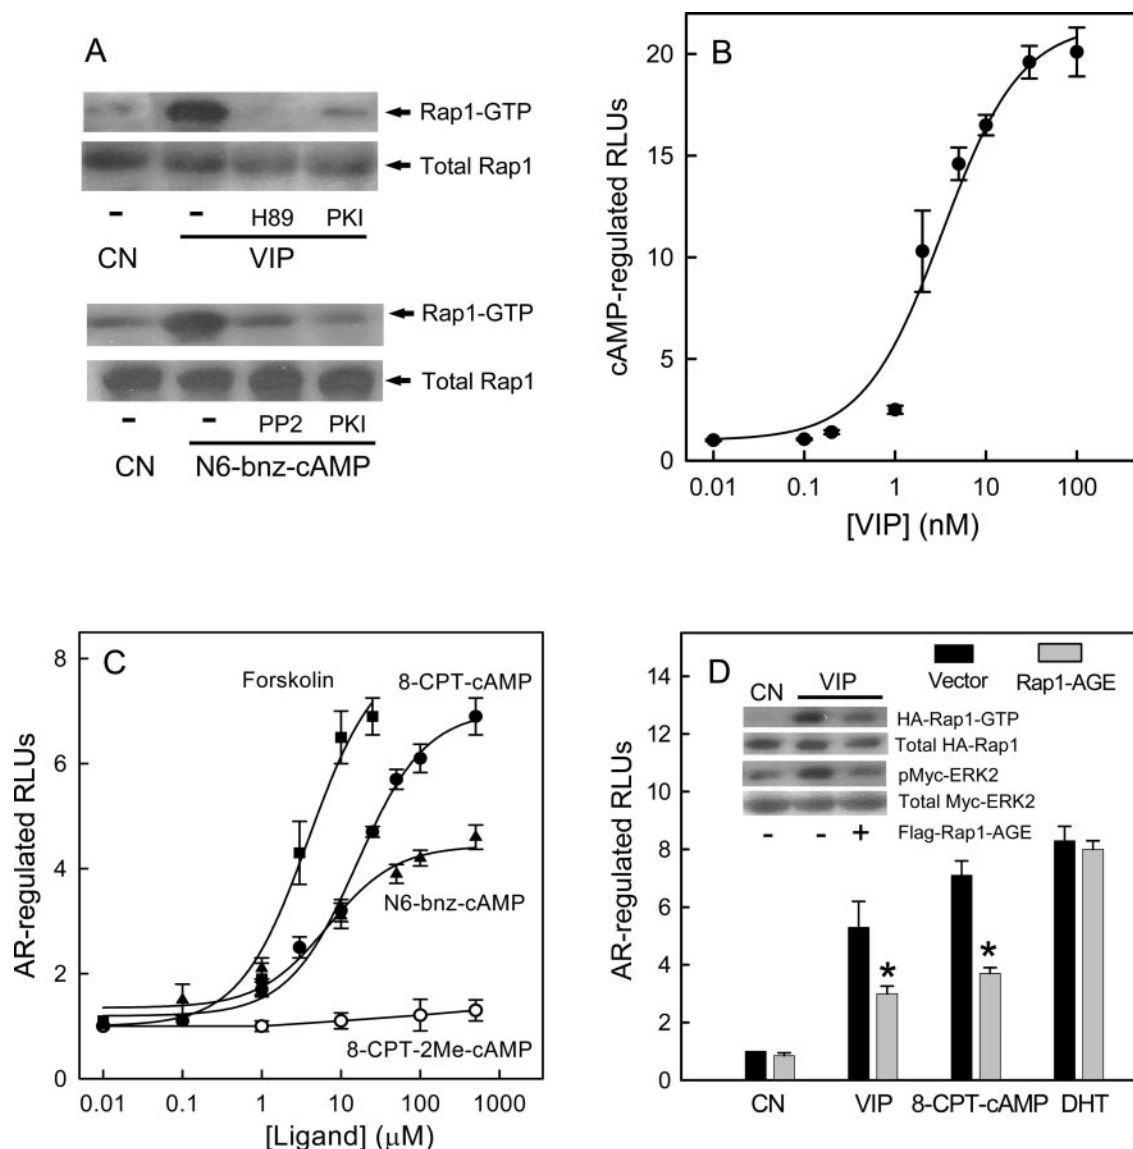 A
Rap1-GTP
Total Rap1
- - H89 PKI
CN VIP
Rap1-GTP
Total Rap1
- - PP2 PKI
CN N6-bnz-cAMP
B
cAMP-regulated RLUs
20
15
10
5
0
0.01 0.1 1 10 100
[VIP] (nM)
C
AR-regulated RLUs
8
6
4
2
0
Forskolin
8-CPT-cAMP
N6-bnz-cAMP
8-CPT-2Me-cAMP
0.01 0.1 1 10 100 1000
[Ligand] (μM)
D
AR-regulated RLUs
14
12
10
8
6
4
2
0
Vector Rap1-AGE
CN VIP
HA-Rap1-GTP
Total HA-Rap1
pMyc-ERK2
Total Myc-ERK2
- - + Flag-Rap1-AGE
* *
CN VIP 8-CPT-cAMP DHT